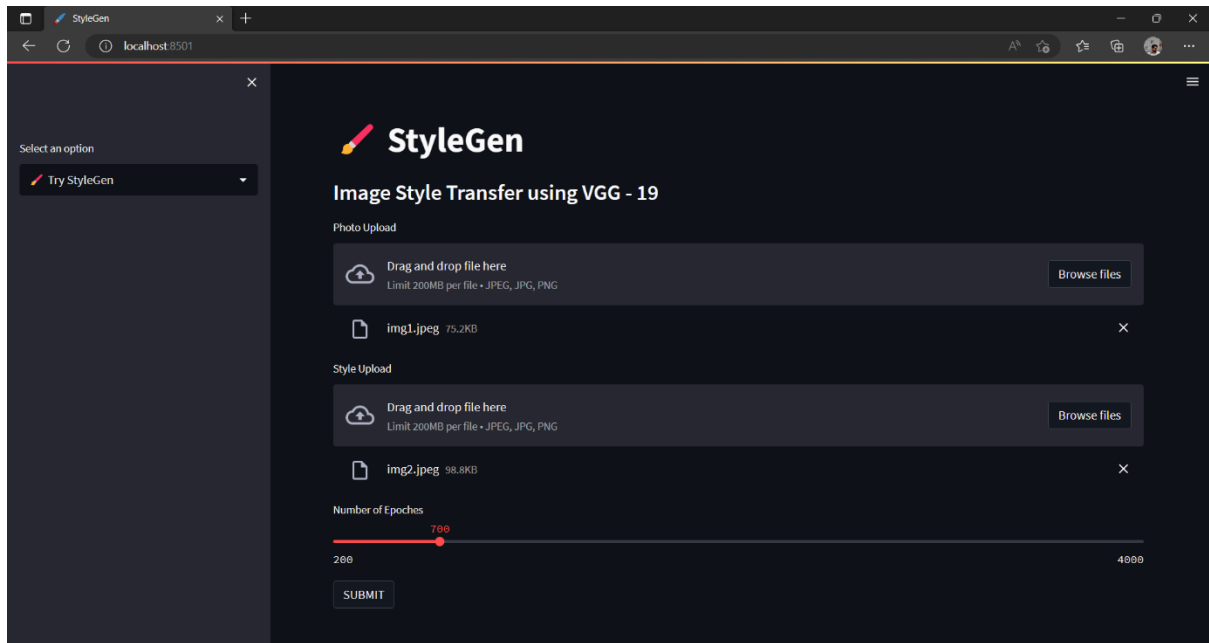 StyleGen
localhost:8501
Select an option
Try StyleGen
StyleGen
Image Style Transfer using VGG - 19
Photo Upload
Drag and drop file here
Limit 200MB per file • JPEG, JPG, PNG
Browse files
img1.jpeg 75.2KB
Style Upload
Drag and drop file here
Limit 200MB per file • JPEG, JPG, PNG
Browse files
img2.jpeg 98.8KB
Number of Epoches
700
200 4000
SUBMIT